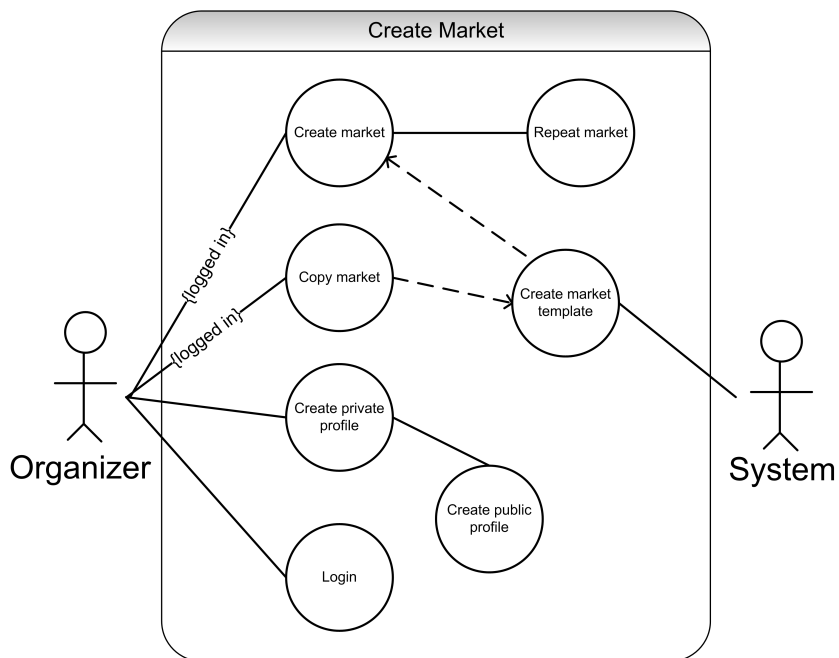 Create Market
Create market
Repeat market
{logged in}
Copy market
{logged in}
Create market
template
Create private
profile
Organizer
System
Create public
profile
Login